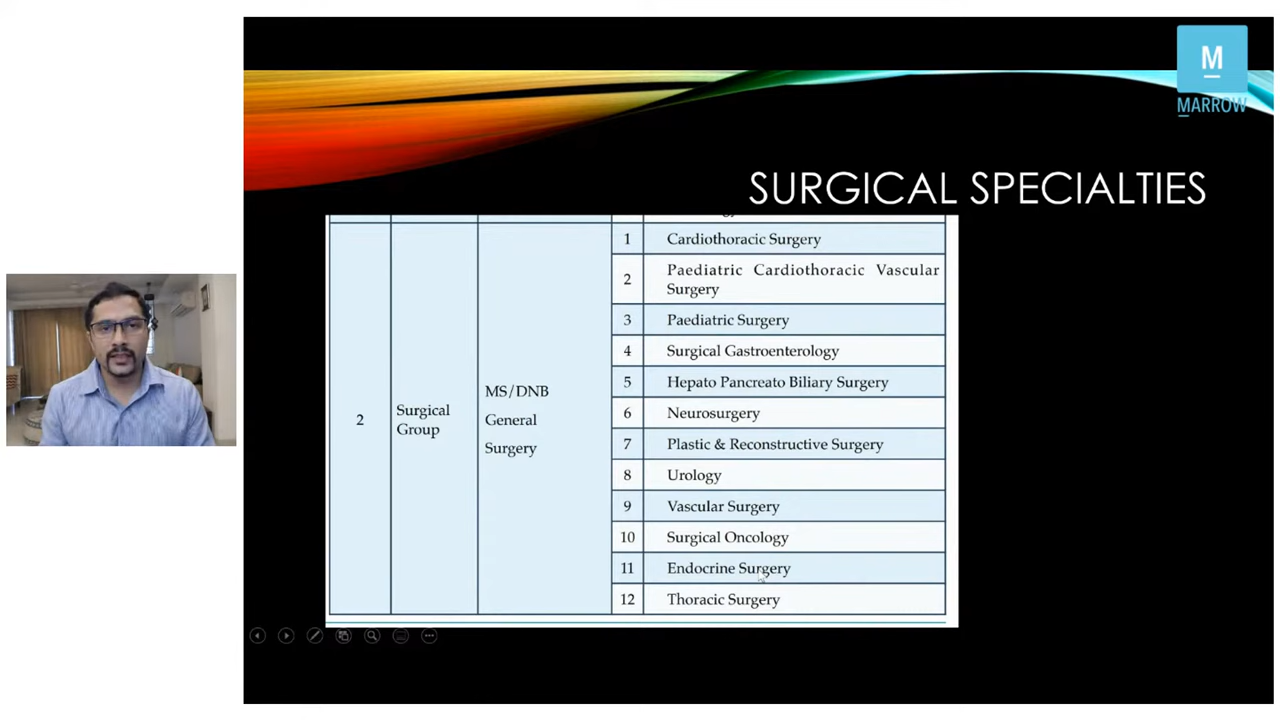 M
MARROW
SURGICAL SPECIALTIES
2
Surgical
Group
MS/DNB
General
Surgery
1 Cardiothoracic Surgery
2 Paediatric Cardiothoracic Vascular
Surgery
3 Paediatric Surgery
4 Surgical Gastroenterology
5 Hepato Pancreato Biliary Surgery
6 Neurosurgery
7 Plastic & Reconstructive Surgery
8 Urology
9 Vascular Surgery
10 Surgical Oncology
11 Endocrine Surgery
12 Thoracic Surgery